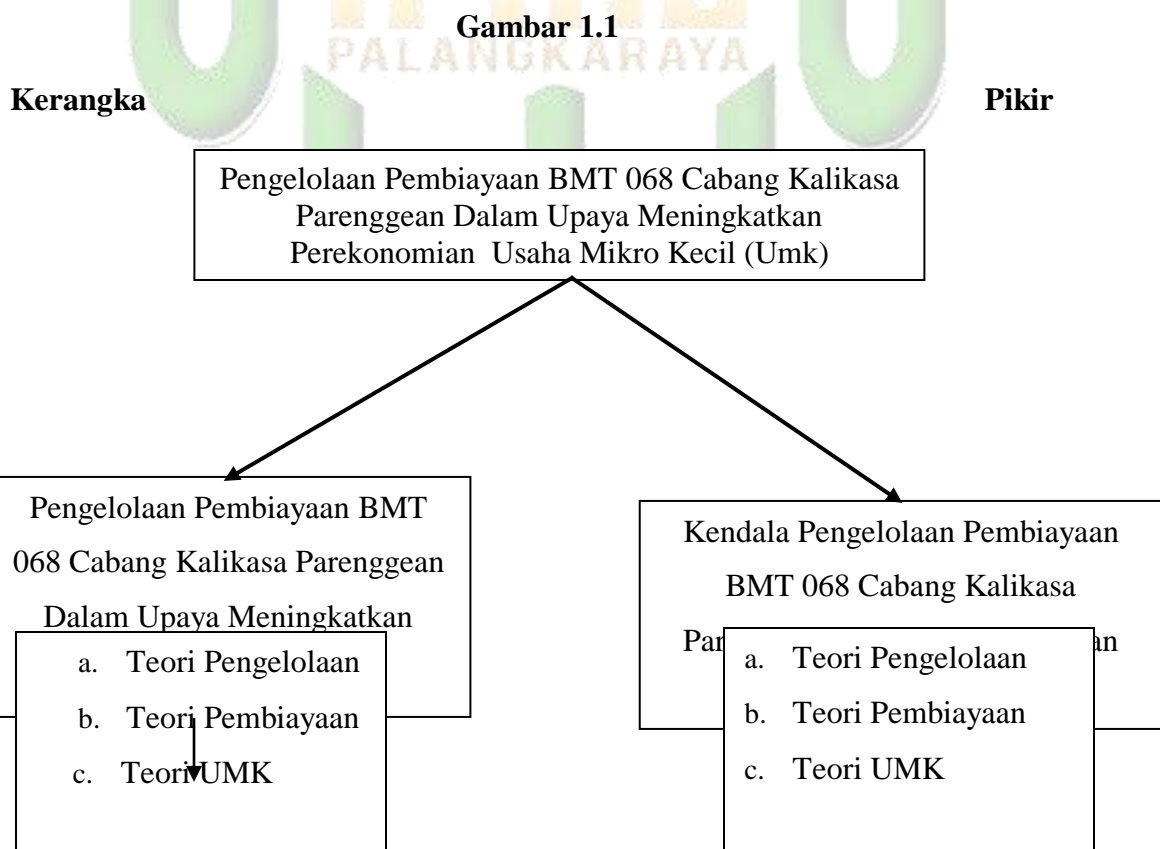 Gambar 1.1
PALANGKARAYA
Kerangka Pikir
Pengelolaan Pembiayaan BMT 068 Cabang Kalikasa
Parenggean Dalam Upaya Meningkatkan
Perekonomian Usaha Mikro Kecil (Umk)
Pengelolaan Pembiayaan BMT
068 Cabang Kalikasa Parenggean
Dalam Upaya Meningkatkan
a. Teori Pengelolaan
b. Teori Pembiayaan
c. Teori UMK
Kendala Pengelolaan Pembiayaan
BMT 068 Cabang Kalikasa
a. Teori Pengelolaan
b. Teori Pembiayaan
c. Teori UMK